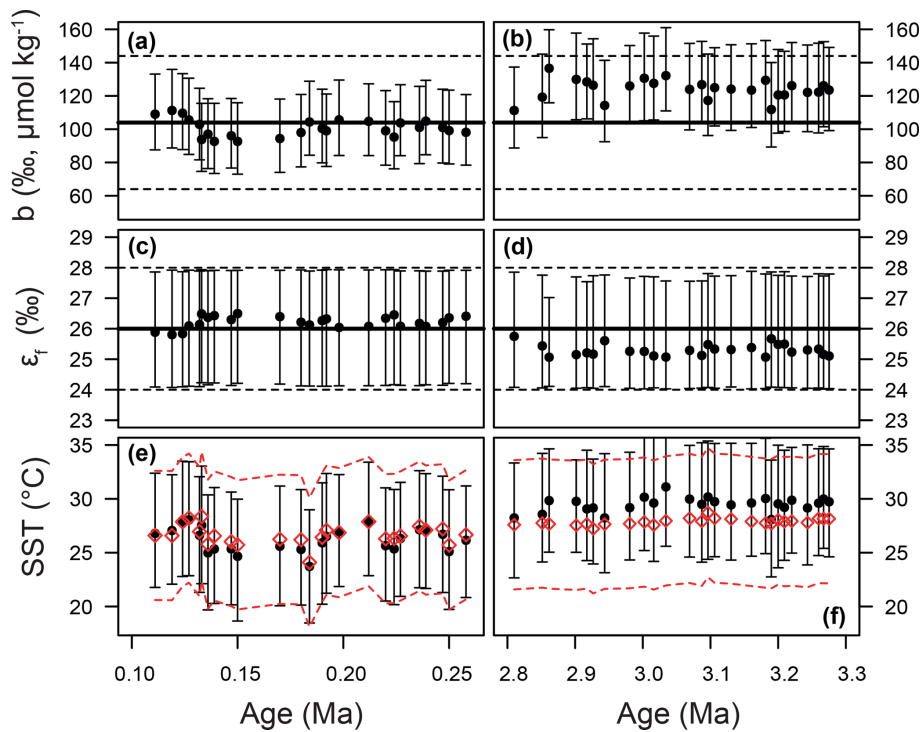 (a)
(b)
160
140
120
100
80
60
b (‰, μmol kg⁻¹)
160
140
120
100
80
60
(c)
(d)
29
28
27
26
25
24
23
εf (‰)
29
28
27
26
25
24
23
(e)
(f)
35
30
25
20
SST (°C)
35
30
25
20
0.10 0.15 0.20 0.25
2.8 2.9 3.0 3.1 3.2 3.3
Age (Ma)
Age (Ma)